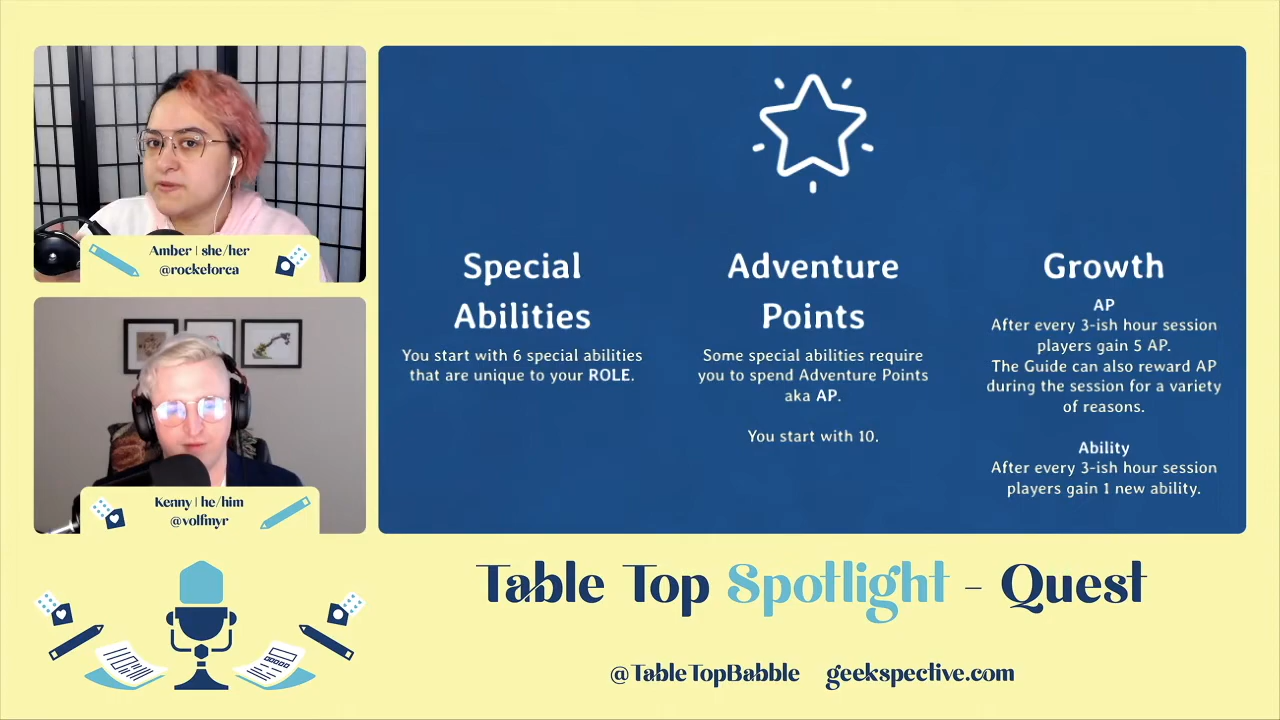 Amber | she/her
@rockelorca
Kenny | he/him
@volfmyr
Special
Abilities
You start with 6 special abilities
that are unique to your ROLE.
Adventure
Points
Some special abilities require
you to spend Adventure Points
aka AP.
You start with 10.
Growth
AP
After every 3-ish hour session
players gain 5 AP.
The Guide can also reward AP
during the session for a variety
of reasons.
Ability
After every 3-ish hour session
players gain 1 new ability.
Table Top Spotlight - Quest
@TableTopBabble geekspective.com